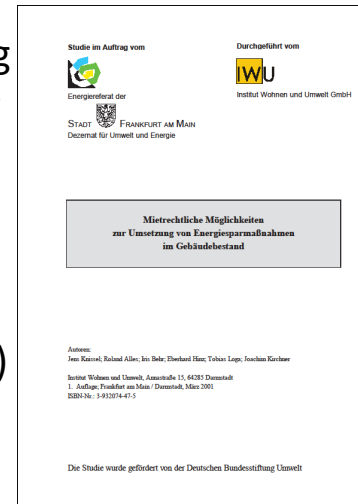 g
Studie im Auftrag vom
Durchgeführt vom
IWU
Energiereferat der
Institut Wohnen und Umwelt GmbH
STADT FRANKFURT AM MAIN
Dezernat für Umwelt und Energie
Mietrechtliche Möglichkeiten
zur Umsetzung von Energiesparmaßnahmen
im Gebäudebestand
)
Autoren:
Jens Knissel; Roland Alles; Iris Behr; Eberhard Hinz; Tobias Loga; Joachim Kirchner
Institut Wohnen und Umwelt, Annastraße 15, 64285 Darmstadt
1. Auflage; Frankfurt am Main / Darmstadt, März 2001
ISBN-Nr.: 3-932074-47-5
Die Studie wurde gefördert von der Deutschen Bundesstiftung Umwelt